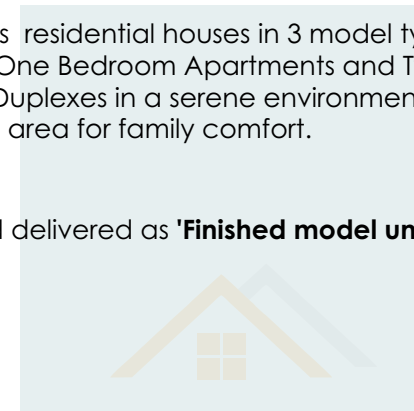 s residential houses in 3 model ty
One Bedroom Apartments and T
Duplexes in a serene environmen
area for family comfort.
l delivered as 'Finished model un